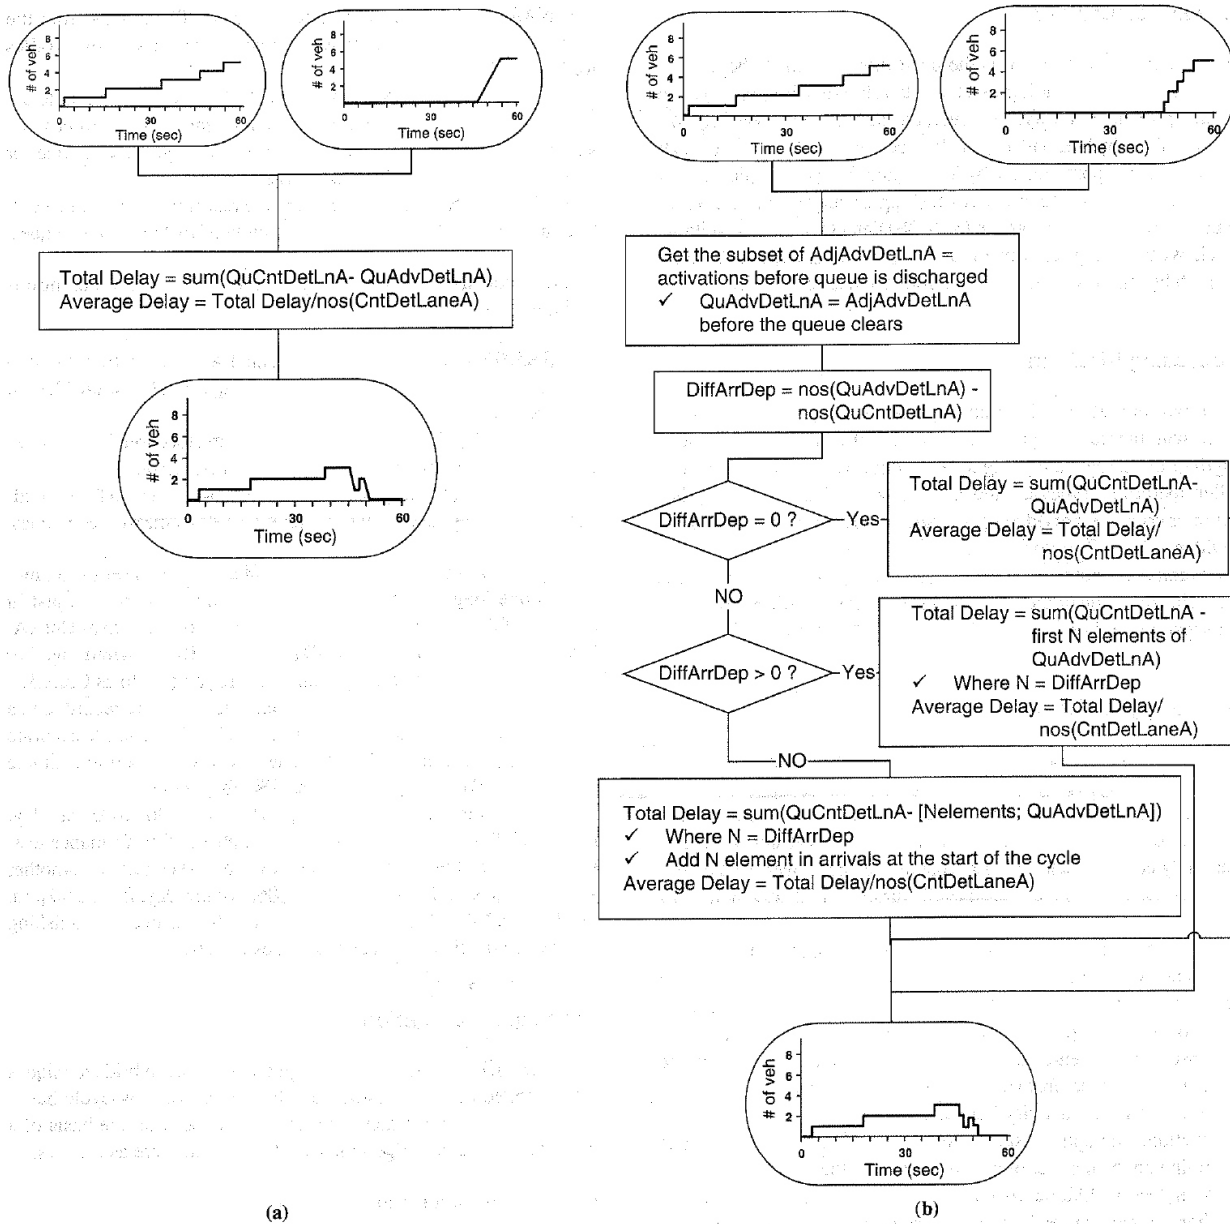 # of veh
8
6
4
2
0
30
60
Time (sec)
# of veh
8
6
4
2
0
30
60
Time (sec)
Total Delay = sum(QuCntDetLnA- QuAdvDetLnA)
Average Delay = Total Delay/nos(CntDetLaneA)
# of veh
8
6
4
2
0
30
60
Time (sec)
(a)
# of veh
8
6
4
2
0
30
60
Time (sec)
# of veh
8
6
4
2
0
30
60
Time (sec)
Get the subset of AdjAdvDetLnA =
activations before queue is discharged
✓ QuAdvDetLnA = AdjAdvDetLnA
before the queue clears
DiffArrDep = nos(QuAdvDetLnA) -
nos(QuCntDetLnA)
DiffArrDep = 0 ?
Yes
Total Delay = sum(QuCntDetLnA-
QuAdvDetLnA)
Average Delay = Total Delay/
nos(CntDetLaneA)
NO
DiffArrDep > 0 ?
Yes
Total Delay = sum(QuCntDetLnA -
first N elements of
QuAdvDetLnA)
✓ Where N = DiffArrDep
Average Delay = Total Delay/
nos(CntDetLaneA)
NO
Total Delay = sum(QuCntDetLnA- [Nelements; QuAdvDetLnA])
✓ Where N = DiffArrDep
✓ Add N element in arrivals at the start of the cycle
Average Delay = Total Delay/nos(CntDetLaneA)
# of veh
8
6
4
2
0
30
60
Time (sec)
(b)